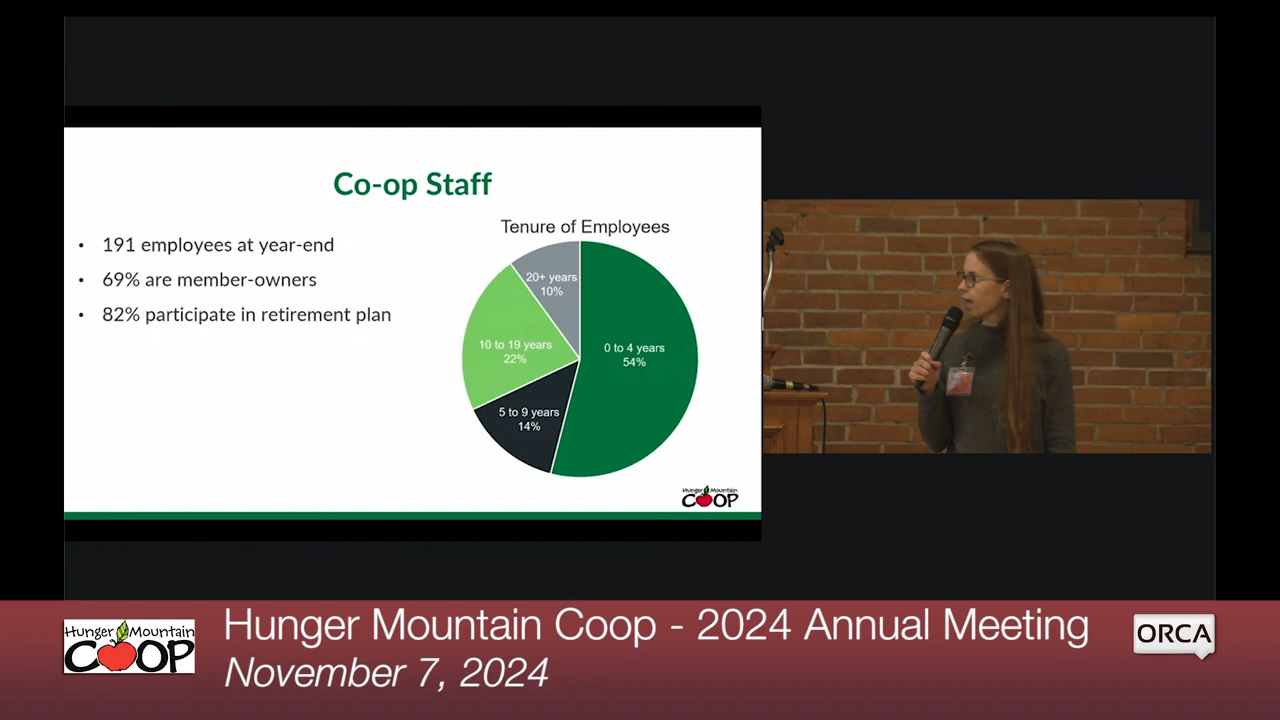 Co-op Staff
• 191 employees at year-end
• 69% are member-owners
• 82% participate in retirement plan
Tenure of Employees
20+ years
10%
0 to 4 years
54%
10 to 19 years
22%
5 to 9 years
14%
Hunger Mountain
COOP
Hunger Mountain
COOP
Hunger Mountain Coop - 2024 Annual Meeting
November 7, 2024
ORCA